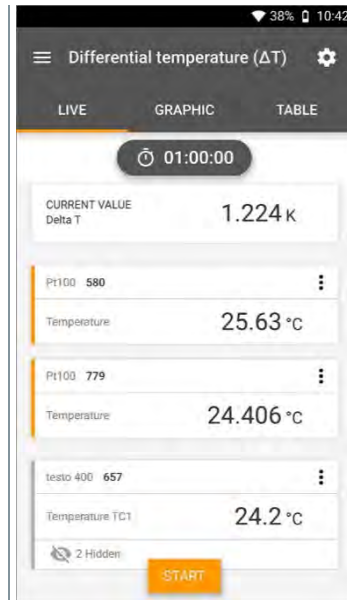 38% 10:42
Differential temperature (ΔT)
LIVE GRAPHIC TABLE
01:00:00
CURRENT VALUE
Delta T
1.224 K
Pt100 580
Temperature 25.63 °C
Pt100 779
Temperature 24.406 °C
testo 400 657
Temperature TC1 24.2 °C
2 Hidden
START